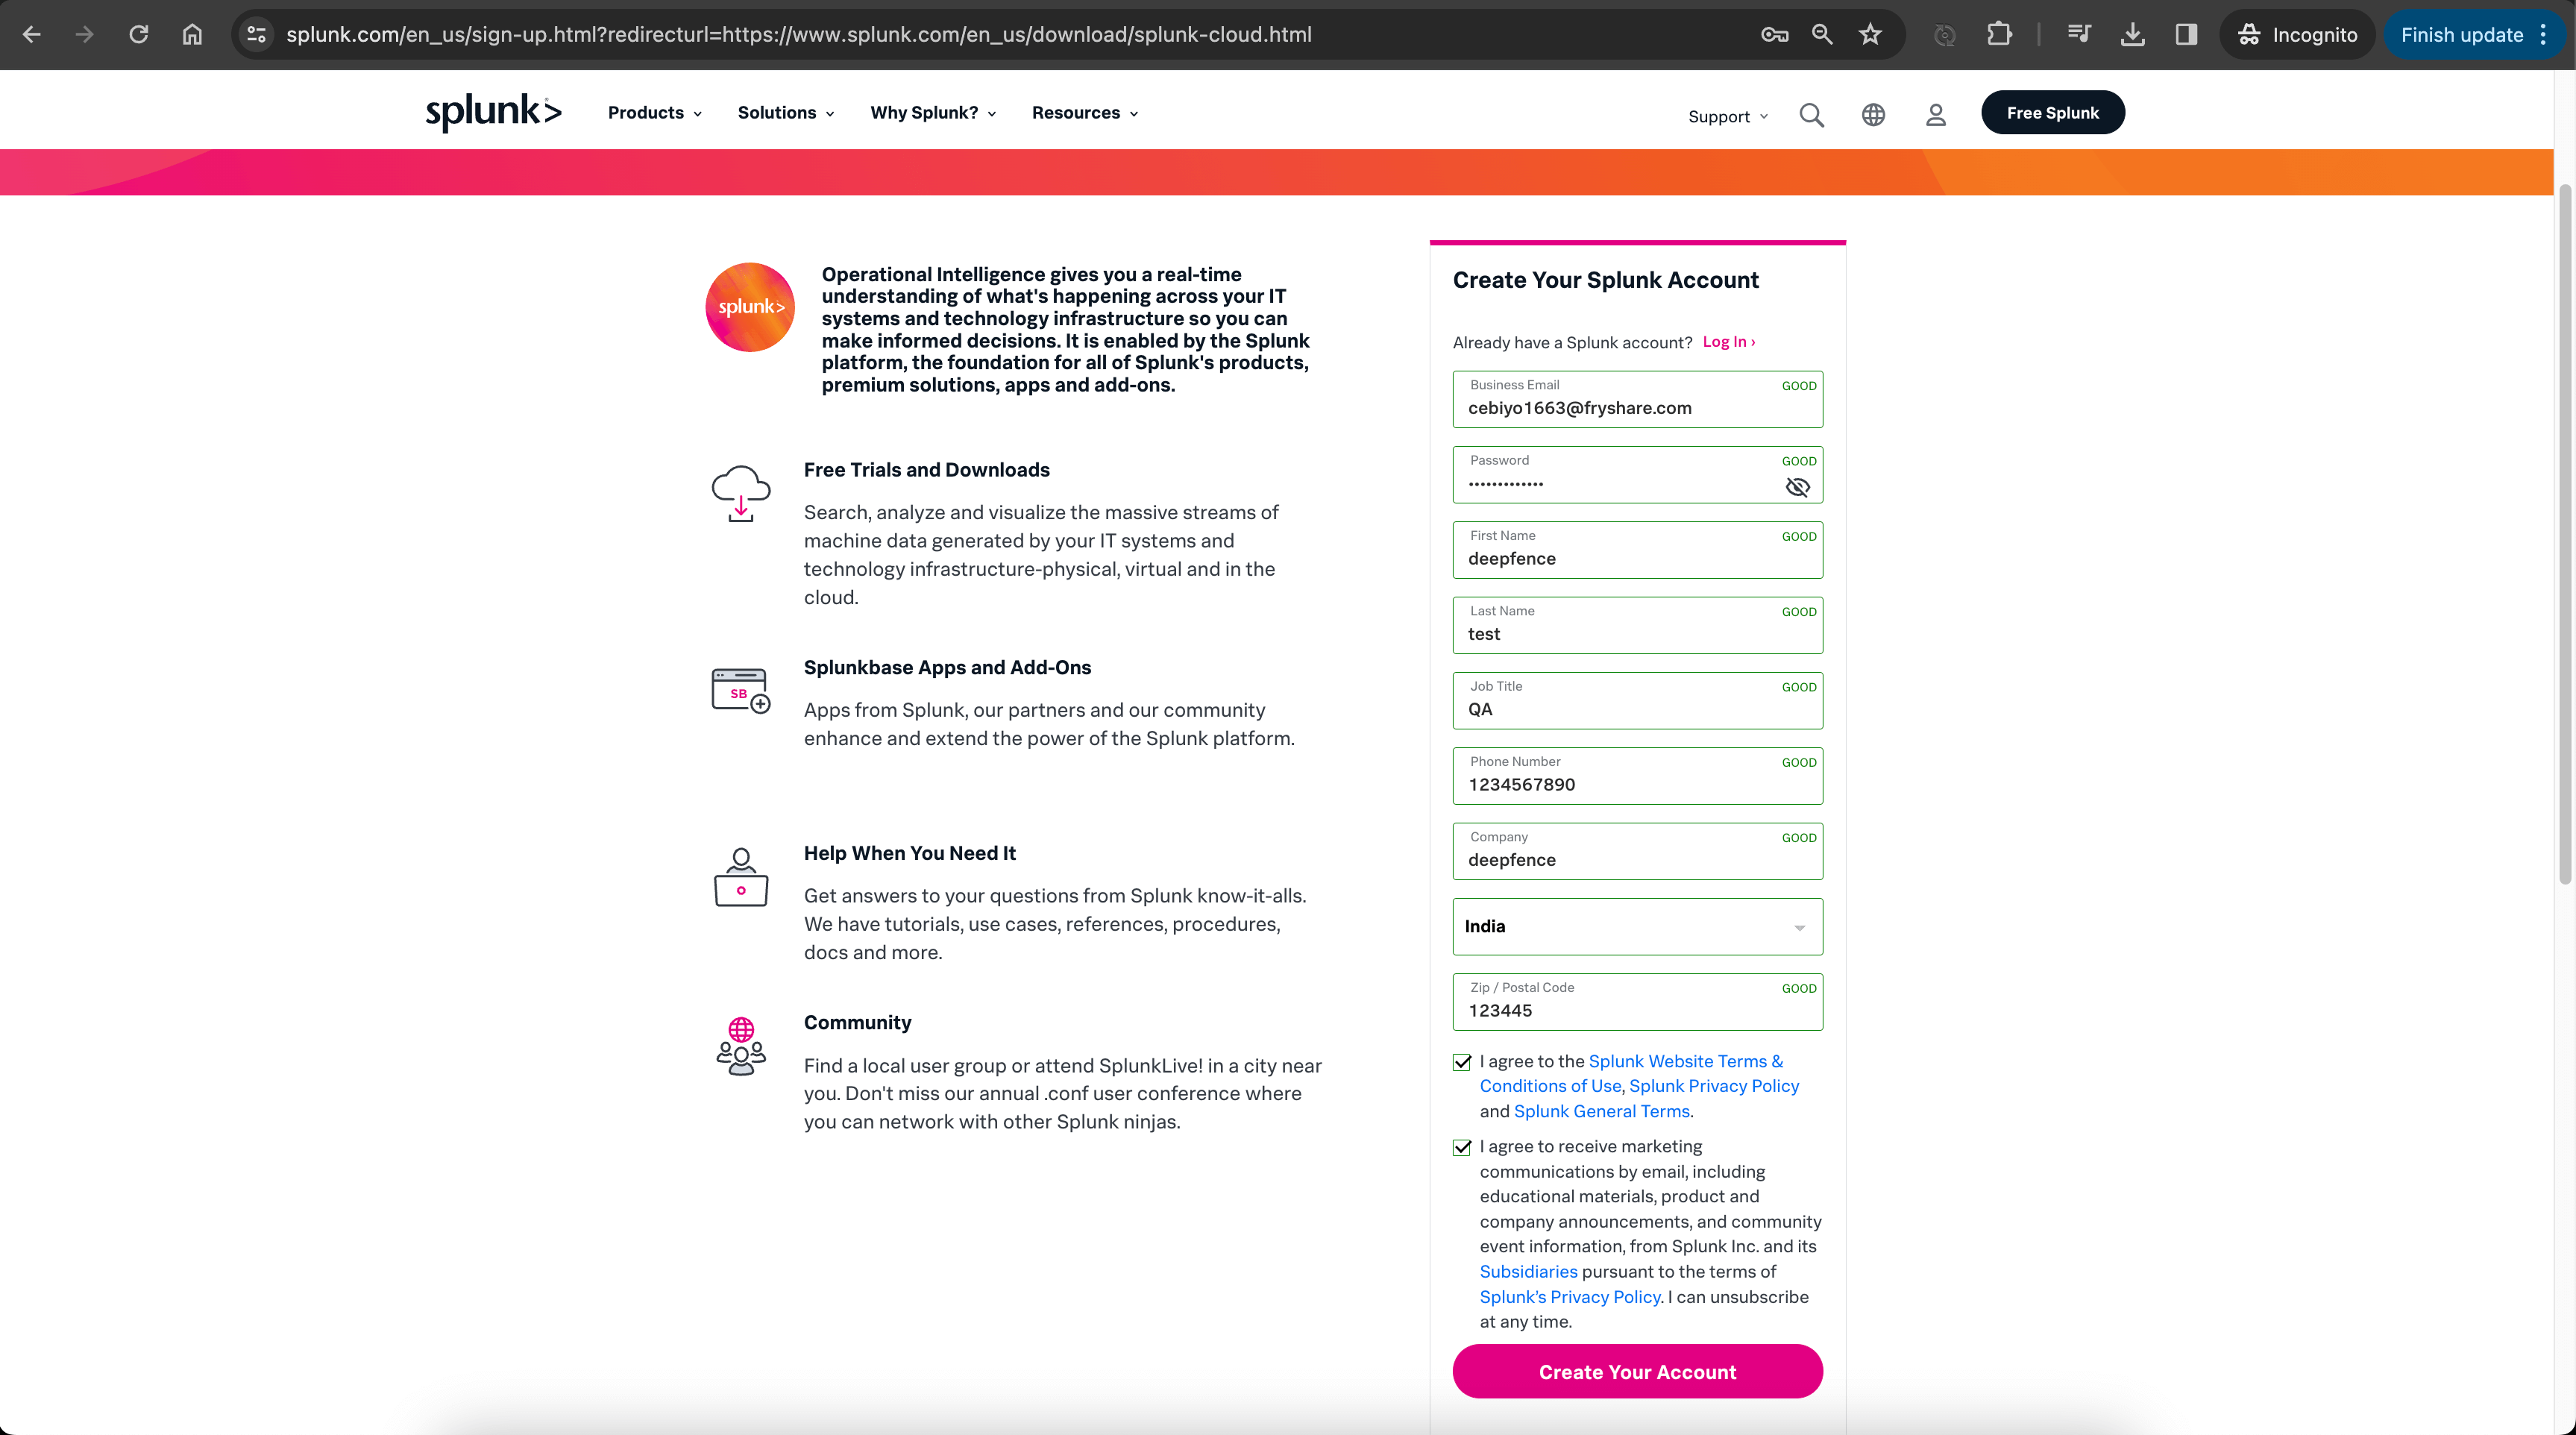 splunk.com/en_us/sign-up.html?redirecturl=https://www.splunk.com/en_us/download/splunk-cloud.html
Incognito
Finish update
splunk>
Products
Solutions
Why Splunk?
Resources
Support
Free Splunk
splunk>
Operational Intelligence gives you a real-time
understanding of what's happening across your IT
systems and technology infrastructure so you can
make informed decisions. It is enabled by the Splunk
platform, the foundation for all of Splunk's products,
premium solutions, apps and add-ons.
Free Trials and Downloads
Search, analyze and visualize the massive streams of
machine data generated by your IT systems and
technology infrastructure-physical, virtual and in the
cloud.
SB
Splunkbase Apps and Add-Ons
Apps from Splunk, our partners and our community
enhance and extend the power of the Splunk platform.
Help When You Need It
Get answers to your questions from Splunk know-it-alls.
We have tutorials, use cases, references, procedures,
docs and more.
Community
Find a local user group or attend SplunkLive! in a city near
you. Don't miss our annual .conf user conference where
you can network with other Splunk ninjas.
Create Your Splunk Account
Already have a Splunk account? Log In ›
Business Email GOOD
cebiyo1663@fryshare.com
Password GOOD
•••••••••••••
First Name GOOD
deepfence
Last Name GOOD
test
Job Title GOOD
QA
Phone Number GOOD
1234567890
Company GOOD
deepfence
India
Zip / Postal Code GOOD
123445
I agree to the Splunk Website Terms &
Conditions of Use, Splunk Privacy Policy
and Splunk General Terms.
I agree to receive marketing
communications by email, including
educational materials, product and
company announcements, and community
event information, from Splunk Inc. and its
Subsidiaries pursuant to the terms of
Splunk’s Privacy Policy. I can unsubscribe
at any time.
Create Your Account